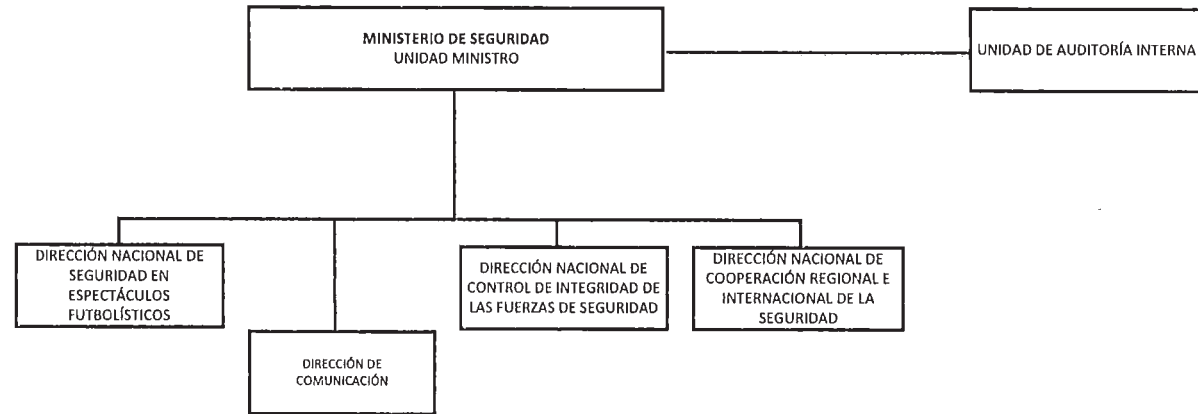 MINISTERIO DE SEGURIDAD
UNIDAD MINISTRO
UNIDAD DE AUDITORÍA INTERNA
DIRECCIÓN NACIONAL DE
SEGURIDAD EN
ESPECTÁCULOS
FUTBOLÍSTICOS
DIRECCIÓN DE
COMUNICACIÓN
DIRECCIÓN NACIONAL DE
CONTROL DE INTEGRIDAD DE
LAS FUERZAS DE SEGURIDAD
DIRECCIÓN NACIONAL DE
COOPERACIÓN REGIONAL E
INTERNACIONAL DE LA
SEGURIDAD